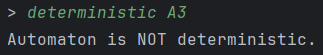 > deterministic A3
Automaton is NOT deterministic.